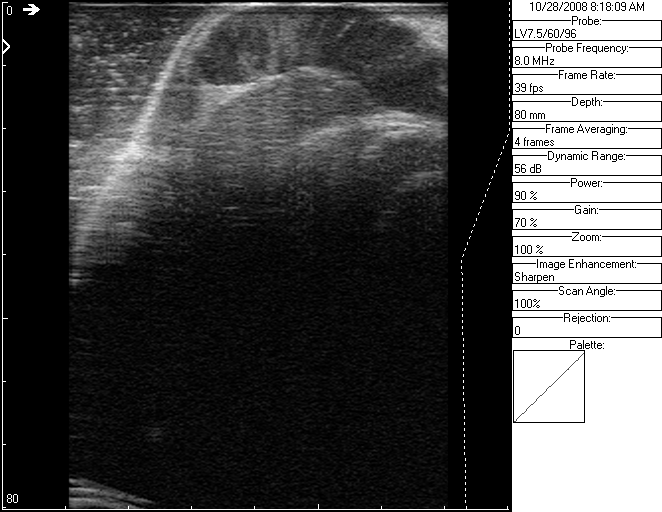 0
80
10/28/2008 8:18:09 AM
Probe:
LV7.5/60/96
Probe Frequency:
8.0 MHz
Frame Rate:
39 fps
Depth:
80 mm
Frame Averaging:
4 frames
Dynamic Range:
56 dB
Power:
90 %
Gain:
70 %
Zoom:
100 %
Image Enhancement:
Sharpen
Scan Angle:
100%
Rejection:
0
Palette: